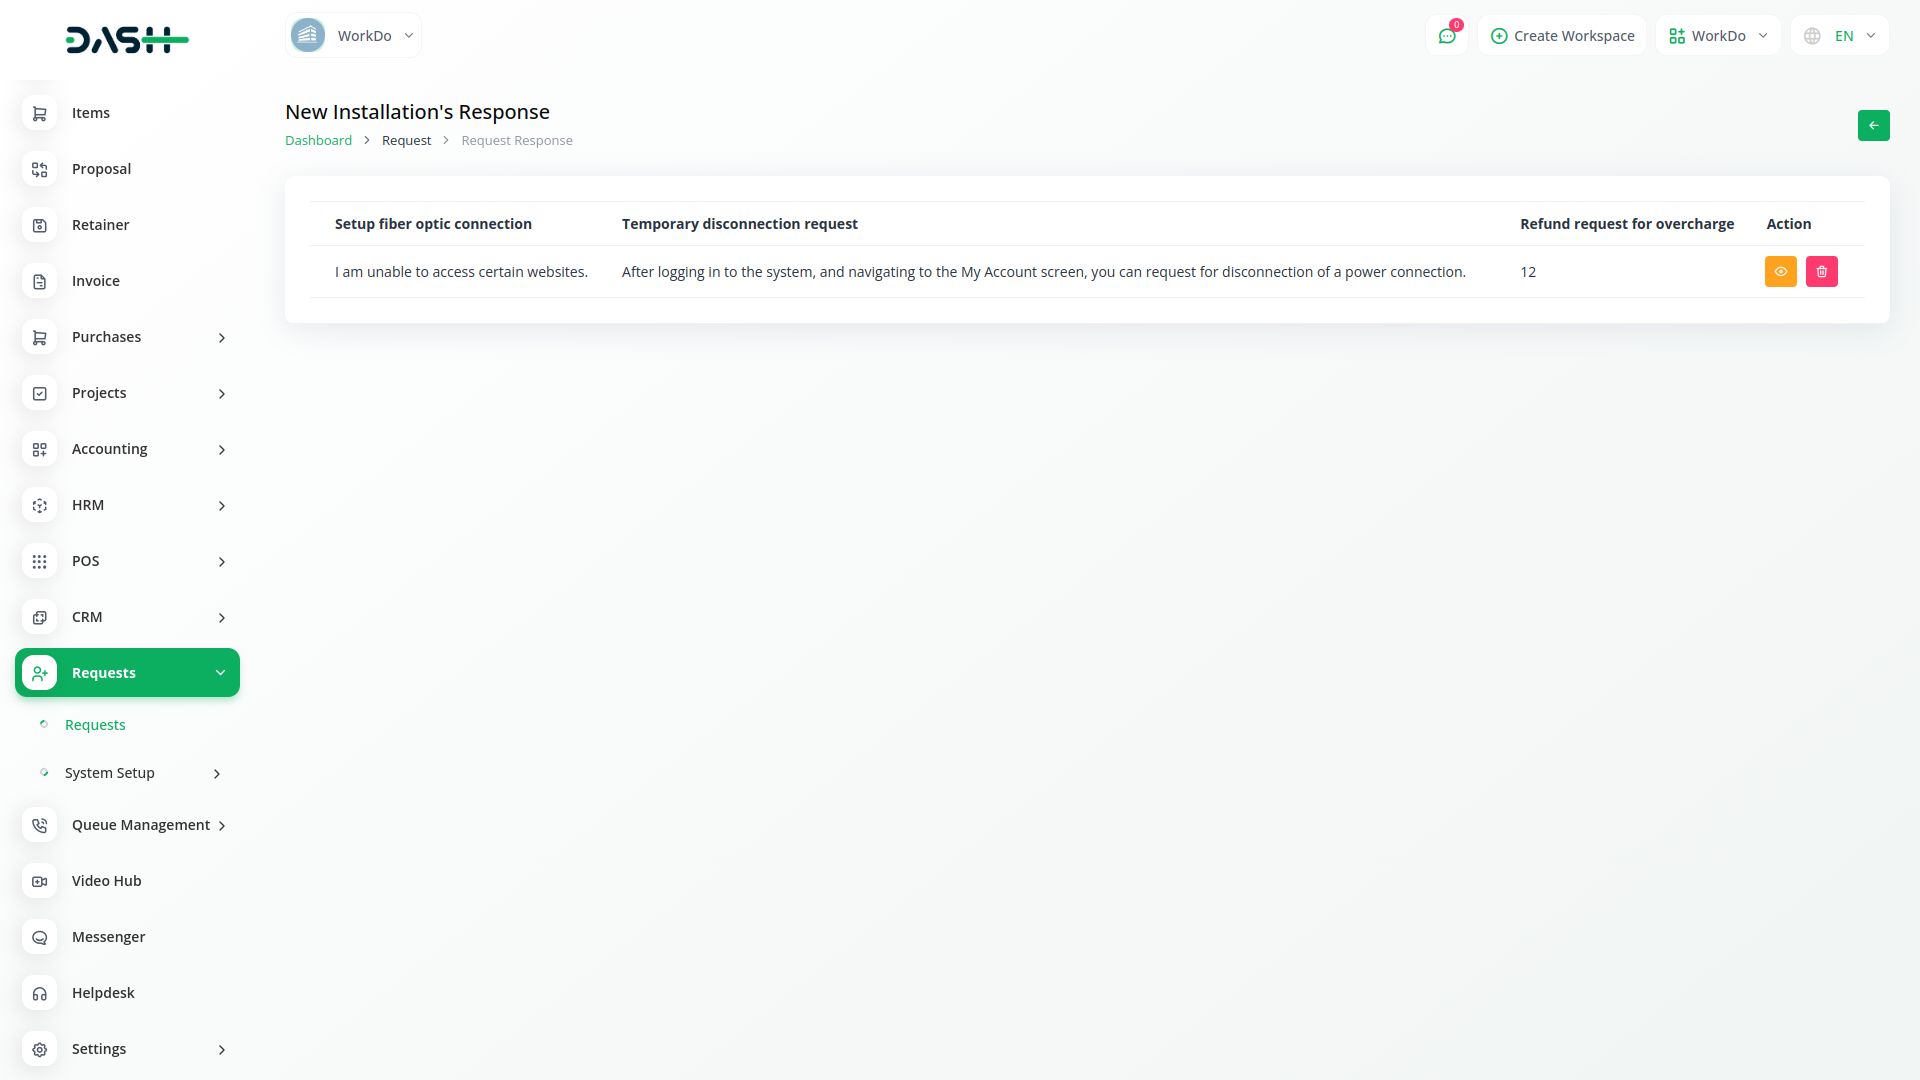 DASH
WorkDo
0
Create Workspace
WorkDo
EN
Items
Proposal
Retainer
Invoice
Purchases
Projects
Accounting
HRM
POS
CRM
Requests
Requests
System Setup
Queue Management
Video Hub
Messenger
Helpdesk
Settings
New Installation's Response
Dashboard > Request > Request Response
Setup fiber optic connection Temporary disconnection request Refund request for overcharge Action
I am unable to access certain websites. After logging in to the system, and navigating to the My Account screen, you can request for disconnection of a power connection. 12